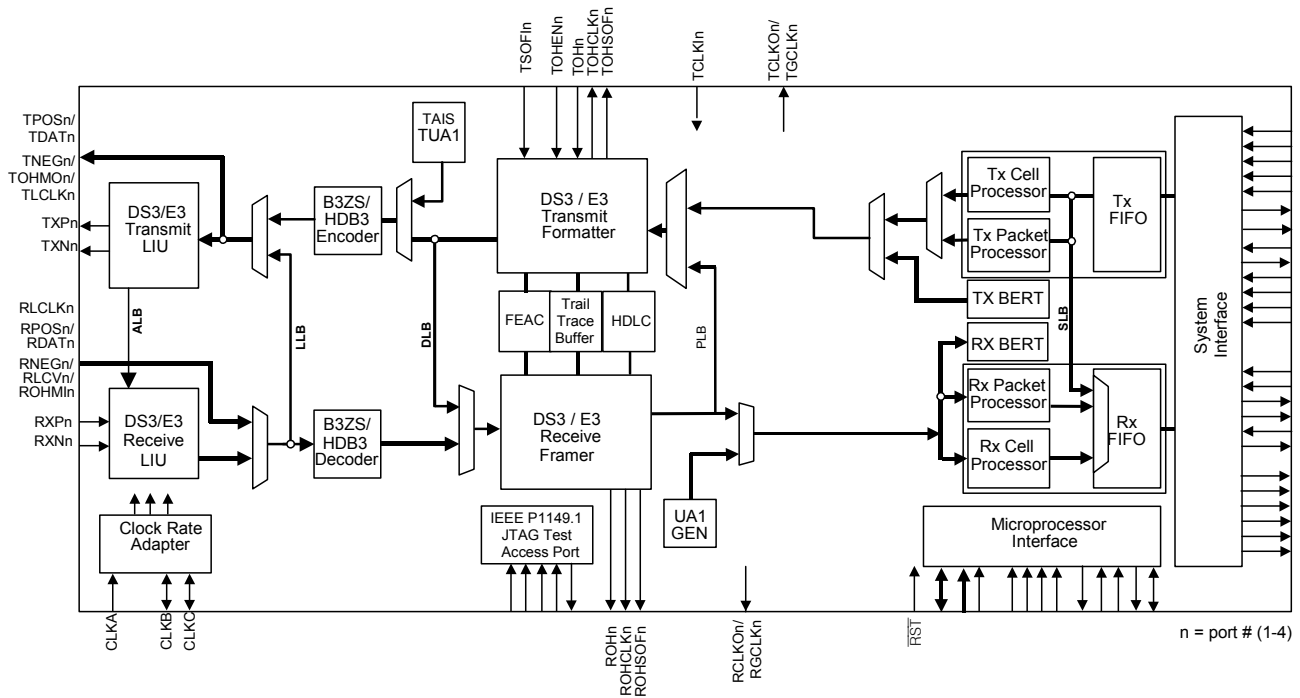 TSOFIn
TOHENn
TOHn
TOHCLKn
TOHSOFn
TCLKIn
TCLKOn/
TGCLKn
TPOSn/
TDATn
TNEGn/
TOHMOn/
TLCLKn
TXPn
TXNn
RLCLKn
RPOSn/
RDATn
RNEGn/
RLCVn/
ROHMIn
RXPn
RXNn
DS3/E3
Transmit
LIU
ALB
DS3/E3
Receive
LIU
Clock Rate
Adapter
CLKA
CLKB
CLKC
LLB
TAIS
TUA1
B3ZS/
HDB3
Encoder
B3ZS/
HDB3
Decoder
DLB
DS3 / E3
Transmit
Formatter
FEAC
Trail
Trace
Buffer
HDLC
DS3 / E3
Receive
Framer
IEEE P1149.1
JTAG Test
Access Port
ROHn
ROHCLKn
ROHSOFn
PLB
UA1
GEN
RCLKOn/
RGCLKn
Tx Cell
Processor
Tx Packet
Processor
Tx
FIFO
TX BERT
RX BERT
SLB
Rx Packet
Processor
Rx Cell
Processor
Rx
FIFO
System
Interface
Microprocessor
Interface
RST
n = port # (1-4)